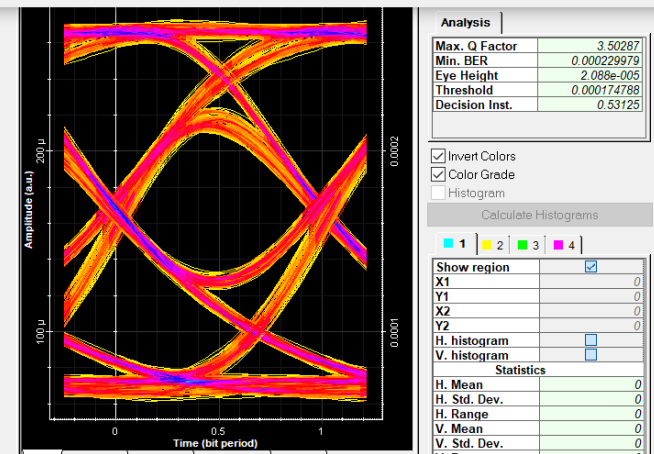 Analysis
Max. Q Factor 3.50287
Min. BER 0.000229979
Eye Height 2.088e-005
Threshold 0.000174788
Decision Inst. 0.53125
Invert Colors
Color Grade
Histogram
Calculate Histograms
1 2 3 4
Show region
X1 0
Y1 0
X2 0
Y2 0
H. histogram
V. histogram
Statistics
H. Mean 0
H. Std. Dev. 0
H. Range 0
V. Mean 0
V. Std. Dev. 0
Amplitude (a.u.)
200 µ
100 µ
0.0002
0.0001
0 0.5 1
Time (bit period)